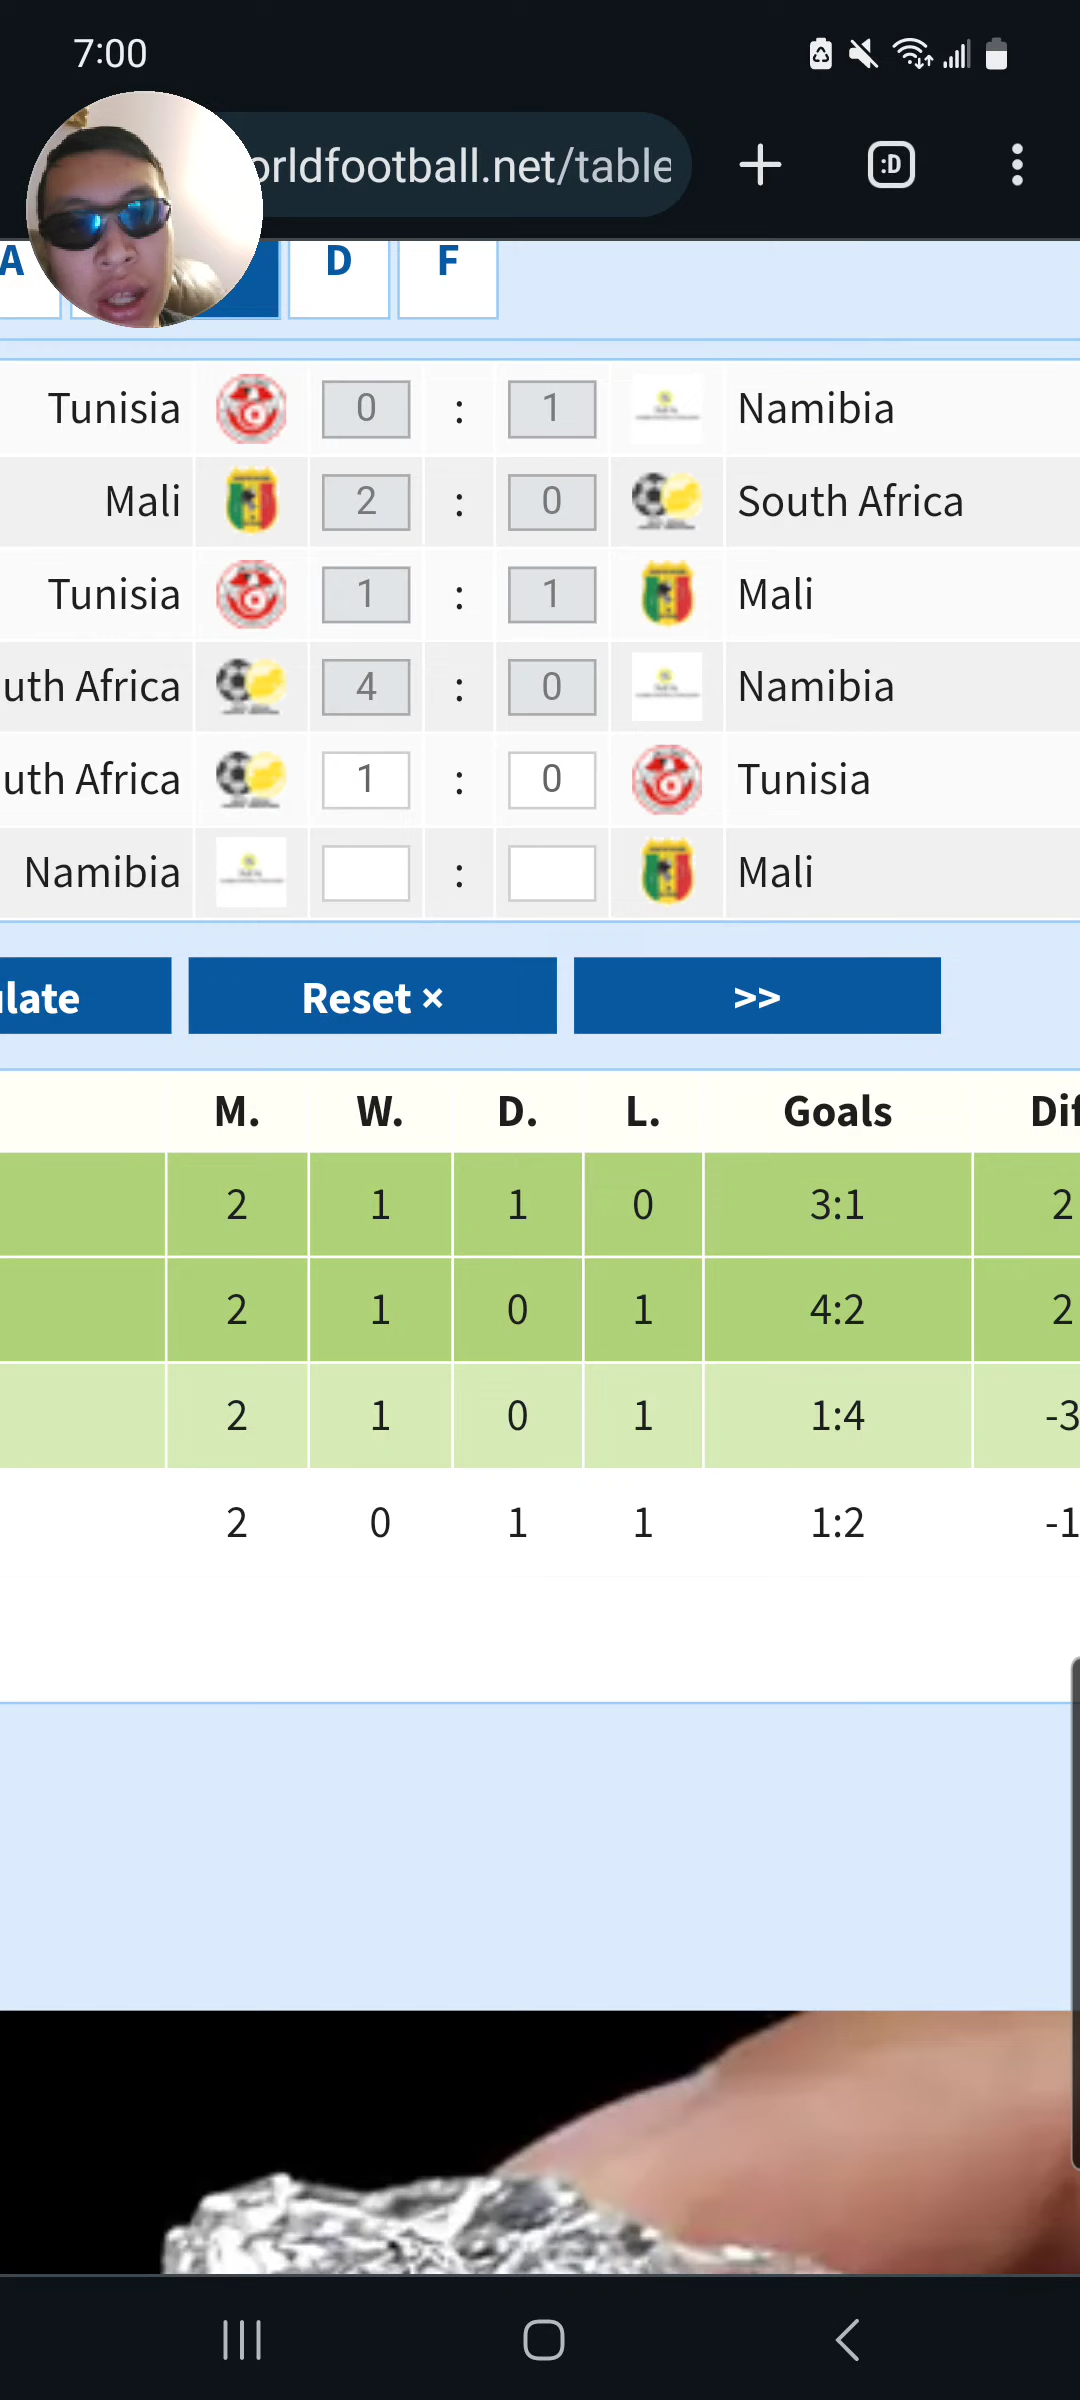 7:00
orldfootball.net/table
:D
A D F
Tunisia 0 : 1 Namibia
Mali 2 : 0 South Africa
Tunisia 1 : 1 Mali
uth Africa 4 : 0 Namibia
uth Africa 1 : 0 Tunisia
Namibia : Mali
ulate Reset × >>
M. W. D. L. Goals Dif
2 1 1 0 3:1 2
2 1 0 1 4:2 2
2 1 0 1 1:4 -3
2 0 1 1 1:2 -1